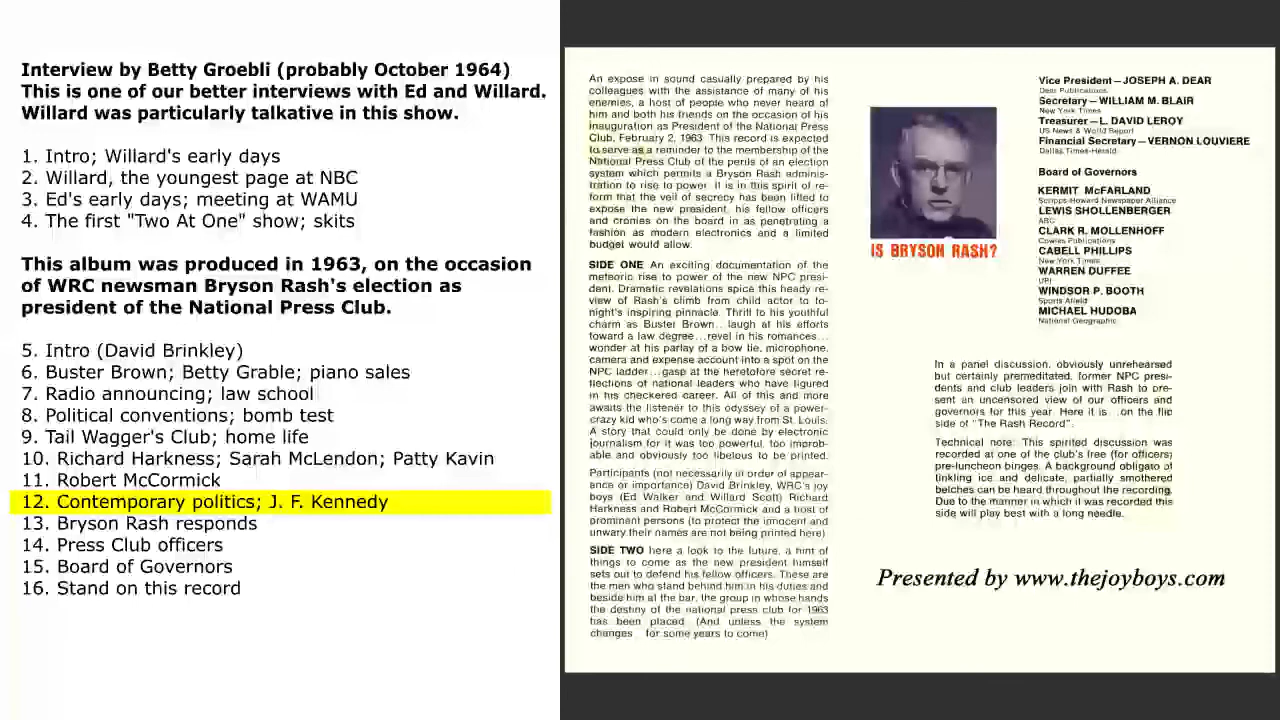 Interview by Betty Groebli (probably October 1964)
This is one of our better interviews with Ed and Willard.
Willard was particularly talkative in this show.
1. Intro; Willard's early days
2. Willard, the youngest page at NBC
3. Ed's early days; meeting at WAMU
4. The first "Two At One" show; skits
This album was produced in 1963, on the occasion
of WRC newsman Bryson Rash's election as
president of the National Press Club.
5. Intro (David Brinkley)
6. Buster Brown; Betty Grable; piano sales
7. Radio announcing; law school
8. Political conventions; bomb test
9. Tail Wagger's Club; home life
10. Richard Harkness; Sarah McLendon; Patty Kavin
11. Robert McCormick
12. Contemporary politics; J. F. Kennedy
13. Bryson Rash responds
14. Press Club officers
15. Board of Governors
16. Stand on this record
An expose in sound casually prepared by his
colleagues with the assistance of many of his
enemies, a host of people who never heard of
him and both his friends on the occasion of his
inauguration as President of the National Press
Club, February 2, 1963. This record is expected
to serve as a reminder to the membership of the
National Press Club of the perils of an election
system which permits a Bryson Rash adminis-
tration to rise to power. It is in this spirit of re-
form that the veil of secrecy has been lifted to
expose the new president, his fellow officers
and cronies on the board in as penetrating a
fashion as modern electronics and a limited
budget would allow.
SIDE ONE An exciting documentation of the
meteoric rise to power of the new NPC presi-
dent. Dramatic revelations spice this heady re-
view of Rash's climb from child actor to to-
night's inspiring pinnacle. Thrill to his youthful
charm as Buster Brown... laugh at his efforts
toward a law degree...revel in his romances...
wonder at his parlay of a bow tie, microphone,
camera and expense account into a spot on the
NPC ladder...gasp at the heretofore secret re-
flections of national leaders who have figured
in his checkered career. All of this and more
awaits the listener to this odyssey of a power-
crazy kid who's come a long way from St. Louis.
A story that could only be done by electronic
journalism for it was too powerful, too improb-
able and obviously too libelous to be printed.
Participants (not necessarily in order of appear-
ance or importance) David Brinkley, WRC's joy
boys (Ed Walker and Willard Scott) Richard
Harkness and Robert McCormick and a host of
prominent persons (to protect the innocent and
unwary their names are not being printed here)
SIDE TWO here a look to the future, a hint of
things to come as the new president himself
sets out to defend his fellow officers. These are
the men who stand behind him in his duties and
beside him at the bar, the group in whose hands
the destiny of the national press club for 1963
has been placed. (And unless the system
changes... for some years to come)
IS BRYSON RASH?
Vice President—JOSEPH A. DEAR
Dear Publications
Secretary—WILLIAM M. BLAIR
New York Times
Treasurer—L. DAVID LEROY
US News & World Report
Financial Secretary—VERNON LOUVIERE
Dallas Times-Herald
Board of Governors
KERMIT McFARLAND
Scripps-Howard Newspaper Alliance
LEWIS SHOLLENBERGER
ABC
CLARK R. MOLLENHOFF
Cowles Publications
CABELL PHILLIPS
New York Times
WARREN DUFFEE
UPI
WINDSOR P. BOOTH
Sports Afield
MICHAEL HUDOBA
National Geographic
In a panel discussion, obviously unrehearsed
but certainly premeditated, former NPC presi-
dents and club leaders join with Rash to pre-
sent an uncensored view of our officers and
governors for this year. Here it is...on the flip
side of "The Rash Record".
Technical note: This spirited discussion was
recorded at one of the club's free (for officers)
pre-luncheon binges. A background obligato of
tinkling ice and delicate, partially smothered
belches can be heard throughout the recording.
Due to the manner in which it was recorded this
side will play best with a long needle.
Presented by www.thejoyboys.com